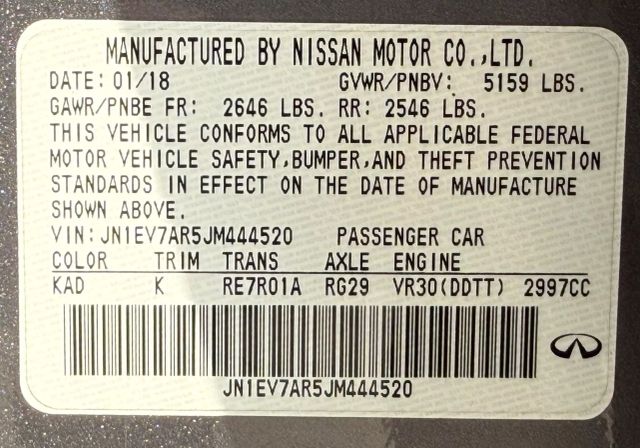 MANUFACTURED BY NISSAN MOTOR CO.,LTD.
DATE: 01/18 GVWR/PNBV: 5159 LBS.
GAWR/PNBE FR: 2646 LBS. RR: 2546 LBS.
THIS VEHICLE CONFORMS TO ALL APPLICABLE FEDERAL
MOTOR VEHICLE SAFETY,BUMPER,AND THEFT PREVENTION
STANDARDS IN EFFECT ON THE DATE OF MANUFACTURE
SHOWN ABOVE.
VIN: JN1EV7AR5JM444520 PASSENGER CAR
COLOR TRIM TRANS AXLE ENGINE
KAD K RE7R01A RG29 VR30(DDTT) 2997CC
JN1EV7AR5JM444520